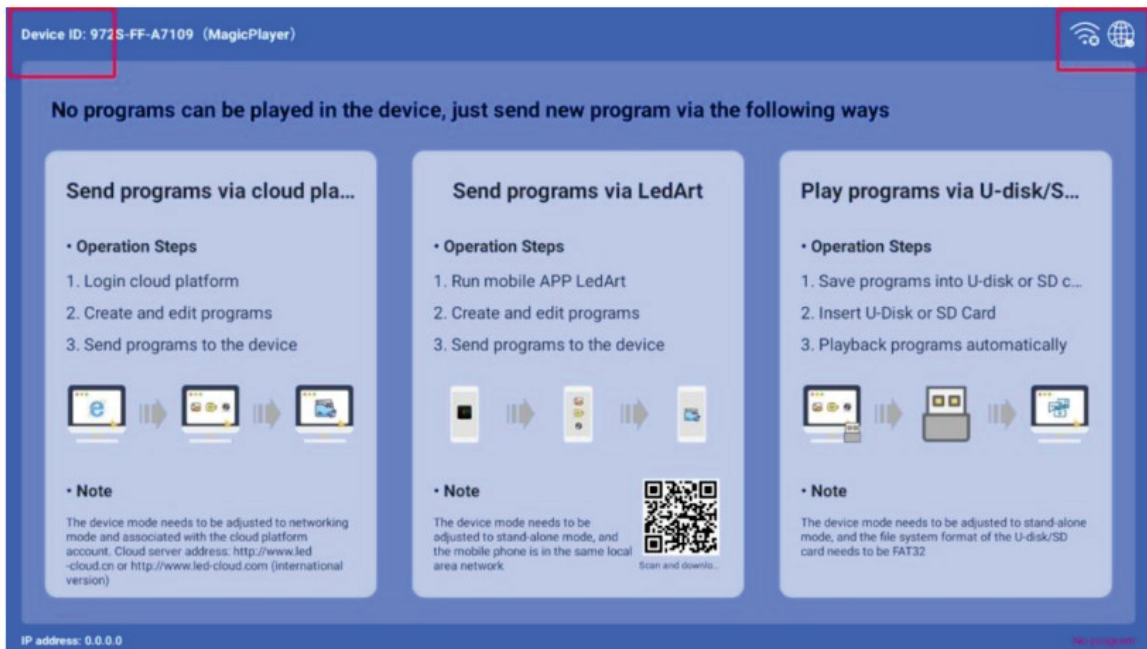 Device ID: 972S-FF-A7109（MagicPlayer）
No programs can be played in the device, just send new program via the following ways
Send programs via cloud pla...
• Operation Steps
1. Login cloud platform
2. Create and edit programs
3. Send programs to the device
• Note
The device mode needs to be adjusted to networking
mode and associated with the cloud platform
account. Cloud server address: http://www.led
-cloud.cn or http://www.led-cloud.com (international
version)
Send programs via LedArt
• Operation Steps
1. Run mobile APP LedArt
2. Create and edit programs
3. Send programs to the device
• Note
The device mode needs to be
adjusted to stand-alone mode, and
the mobile phone is in the same local
area network
Scan and downlo...
Play programs via U-disk/S...
• Operation Steps
1. Save programs into U-disk or SD c...
2. Insert U-Disk or SD Card
3. Playback programs automatically
• Note
The device mode needs to be adjusted to stand-alone
mode, and the file system format of the U-disk/SD
card needs to be FAT32
IP address: 0.0.0.0
No program